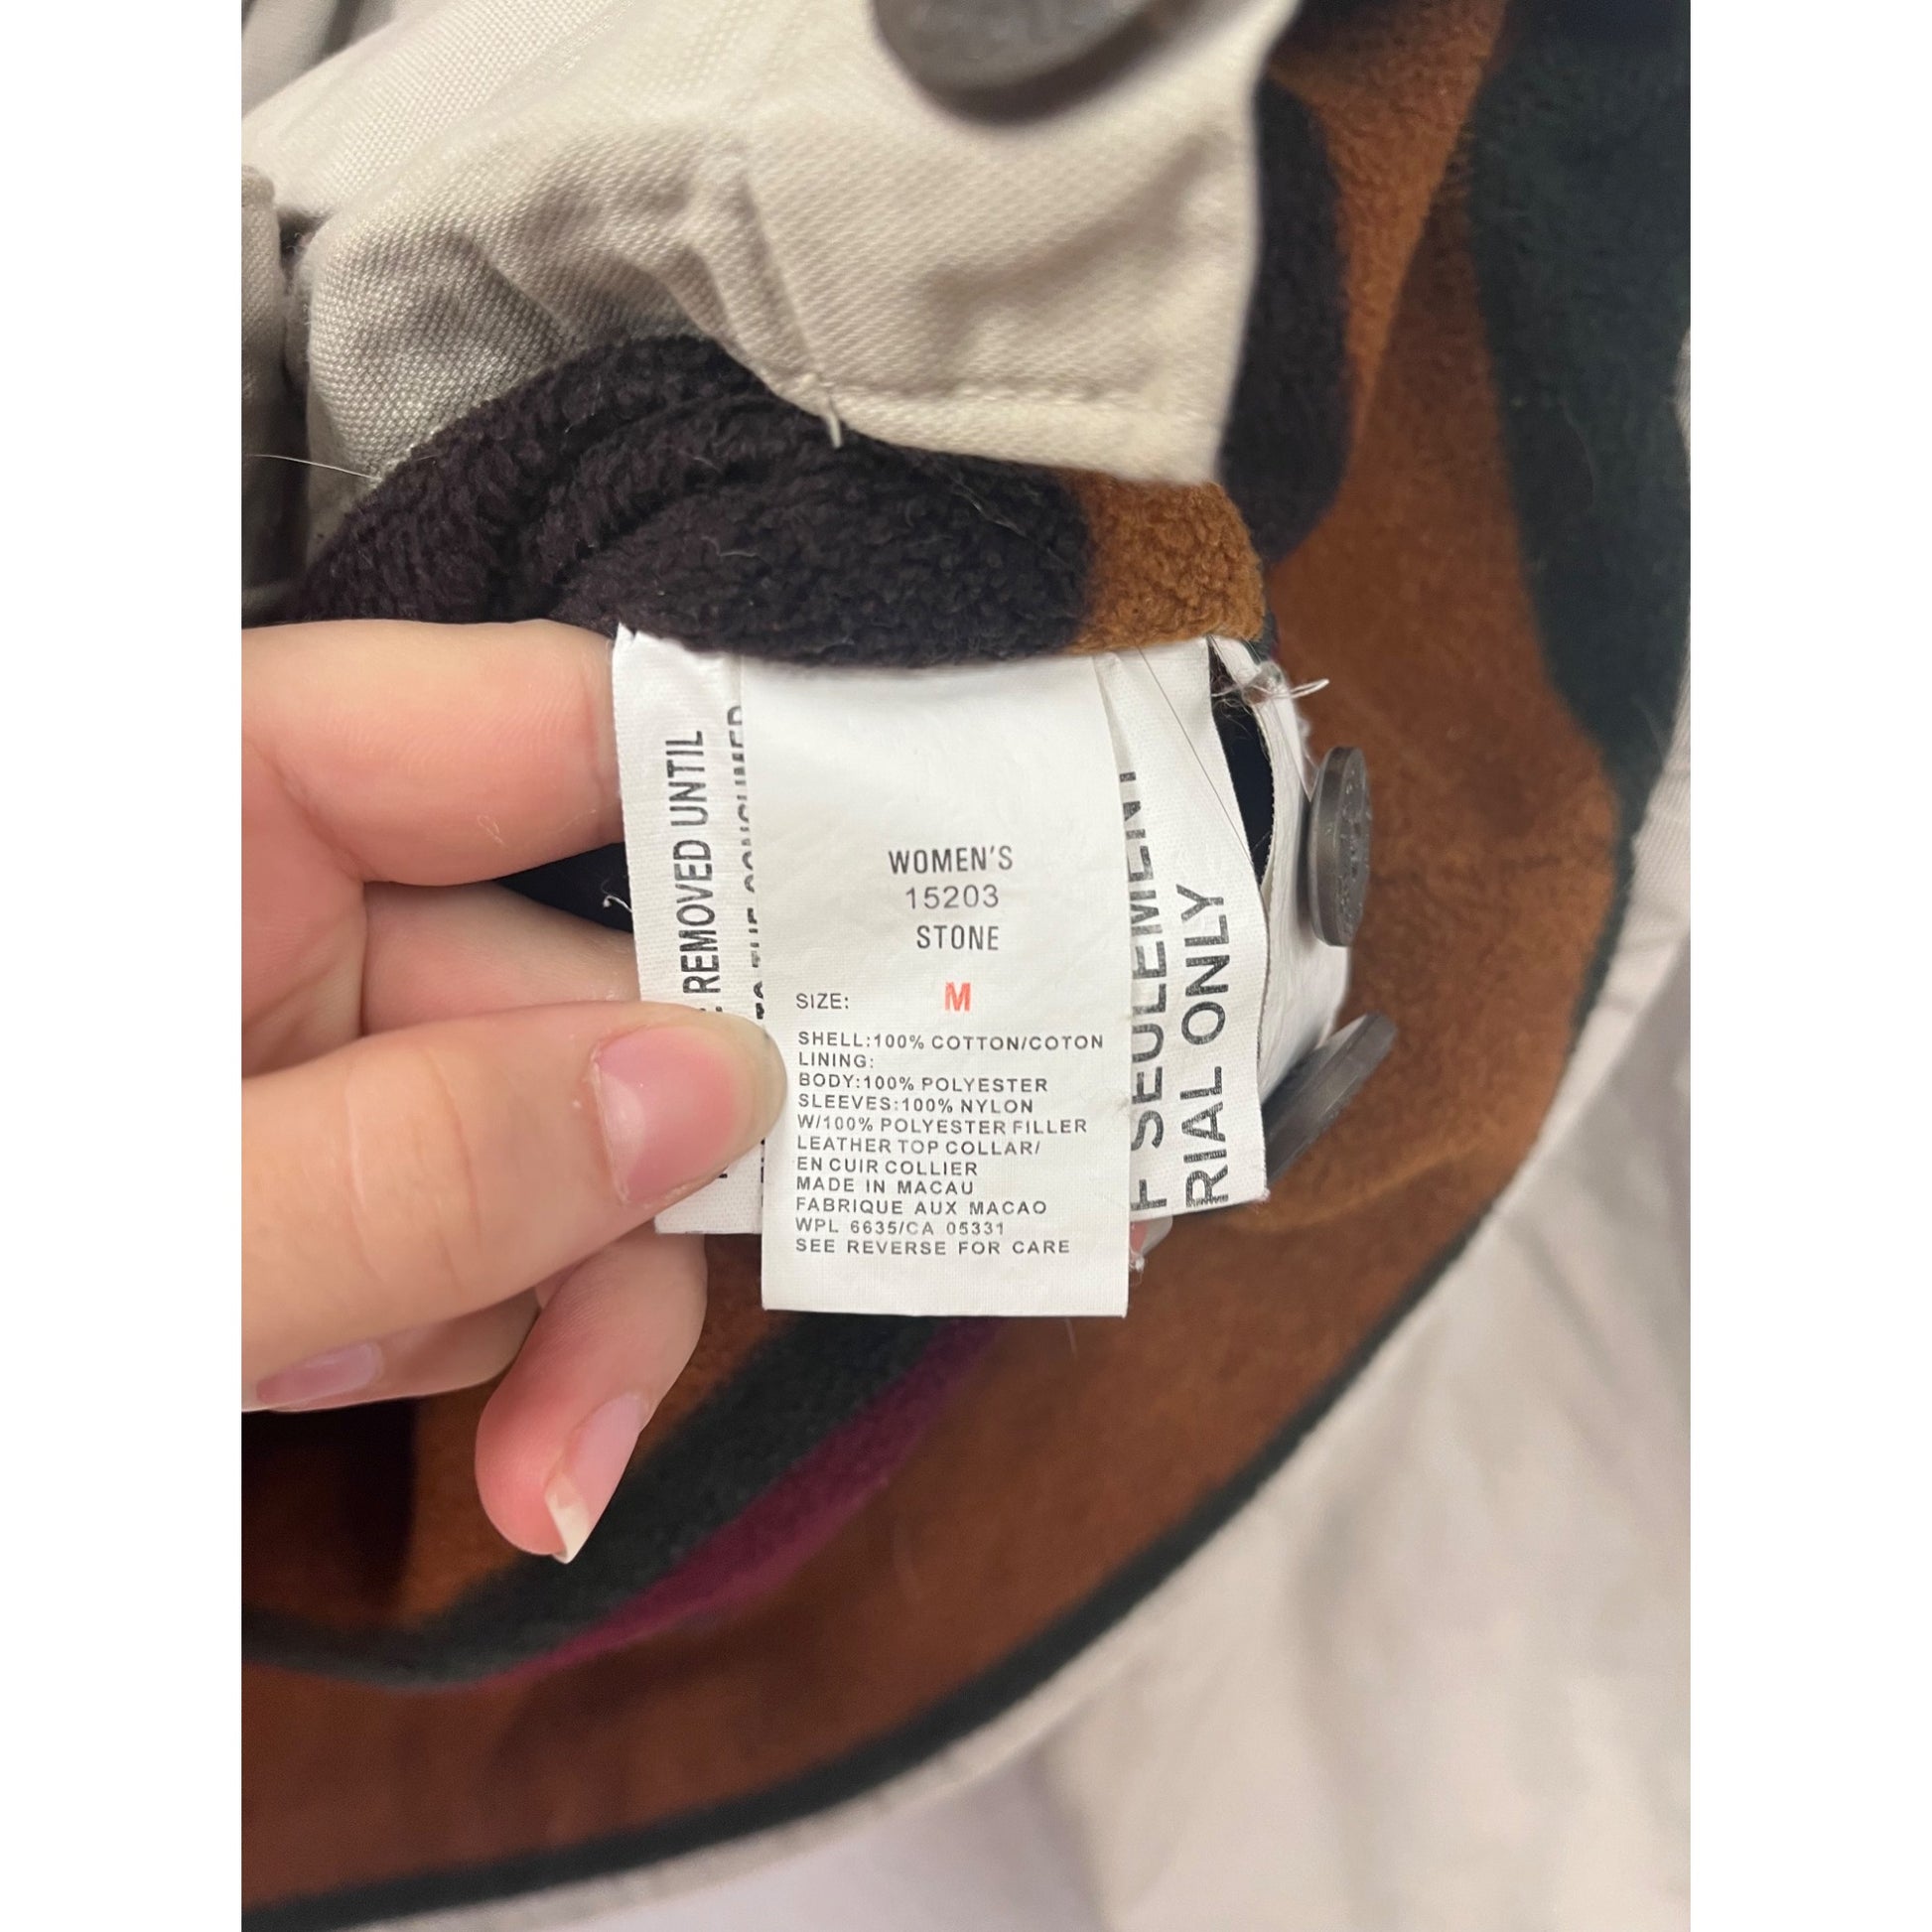 REMOVED UNTIL
WOMEN'S
15203
STONE
SIZE: M
SHELL:100% COTTON/COTON
LINING:
BODY:100% POLYESTER
SLEEVES:100% NYLON
W/100% POLYESTER FILLER
LEATHER TOP COLLAR/
EN CUIR COLLIER
MADE IN MACAU
FABRIQUE AUX MACAO
WPL 6635/CA 05331
SEE REVERSE FOR CARE
SEULEMENT
RIAL ONLY